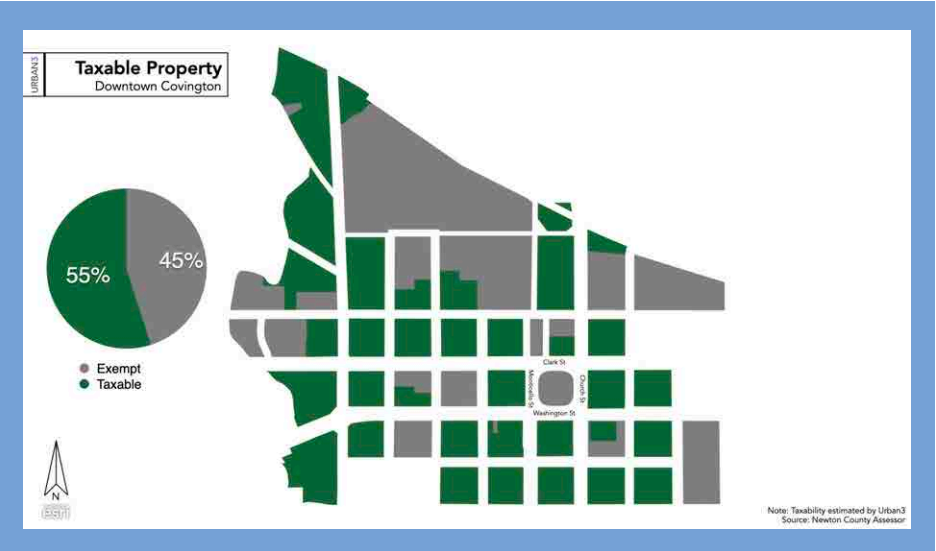 URBAN3
Taxable Property
Downtown Covington
55%
45%
Exempt
Taxable
Clark St
Monticello St
Church St
Washington St
N
esri
Note: Taxability estimated by Urban3
Source: Newton County Assessor